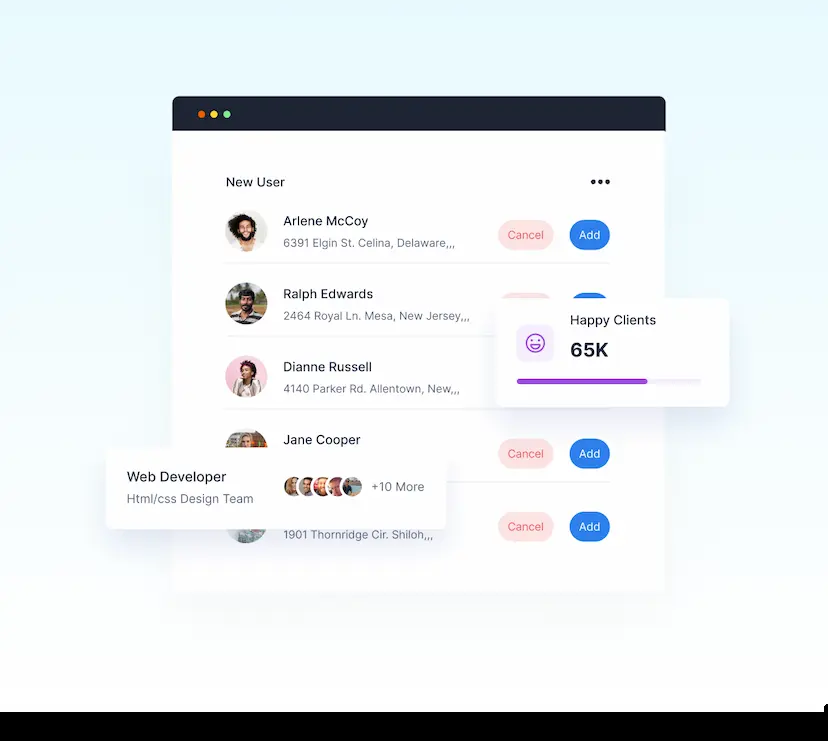 New User
Arlene McCoy
6391 Elgin St. Celina, Delaware,,,
Cancel
Add
Ralph Edwards
2464 Royal Ln. Mesa, New Jersey,,,
Happy Clients
65K
Dianne Russell
4140 Parker Rd. Allentown, New,,,
Jane Cooper
Cancel
Add
Web Developer
Html/css Design Team
+10 More
1901 Thornridge Cir. Shiloh,,,
Cancel
Add